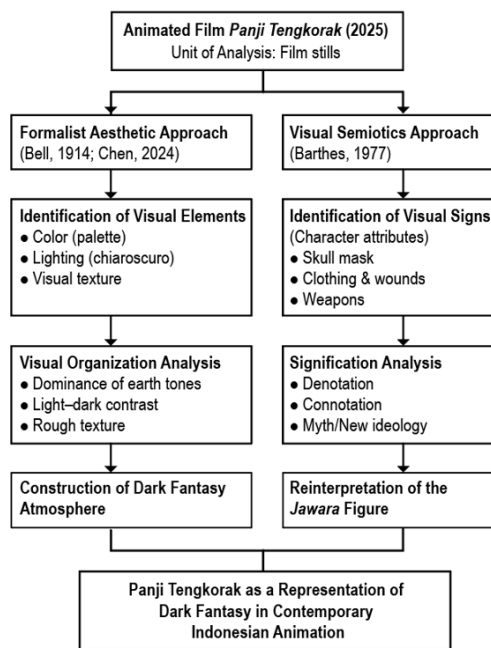 Animated Film Panji Tengkorak (2025)
Unit of Analysis: Film stills
Formalist Aesthetic Approach
(Bell, 1914; Chen, 2024)
Visual Semiotics Approach
(Barthes, 1977)
Identification of Visual Elements
● Color (palette)
● Lighting (chiaroscuro)
● Visual texture
Identification of Visual Signs
(Character attributes)
● Skull mask
● Clothing & wounds
● Weapons
Visual Organization Analysis
● Dominance of earth tones
● Light–dark contrast
● Rough texture
Signification Analysis
● Denotation
● Connotation
● Myth/New ideology
Construction of Dark Fantasy
Atmosphere
Reinterpretation of the
Jawara Figure
Panji Tengkorak as a Representation of
Dark Fantasy in Contemporary
Indonesian Animation